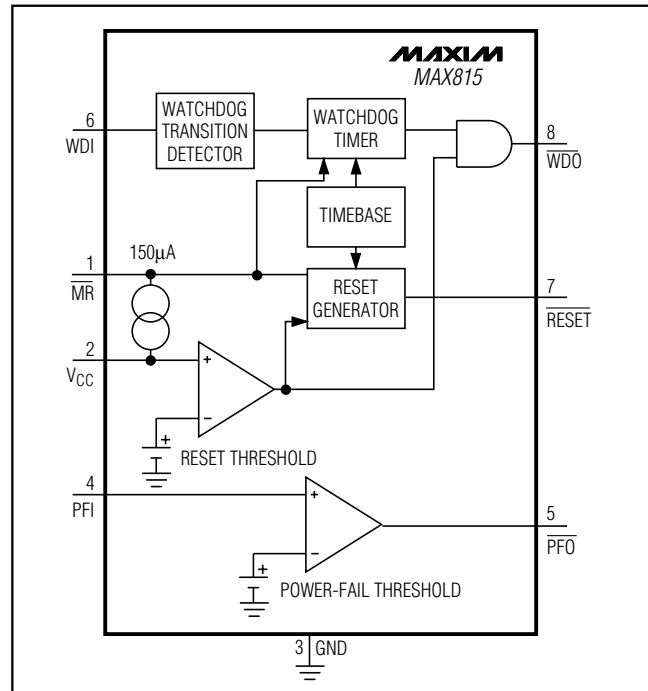 MAXIM
MAX815
6
WDI
WATCHDOG
TRANSITION
DETECTOR
WATCHDOG
TIMER
8
WDO
TIMEBASE
150μA
1
MR
RESET
GENERATOR
7
RESET
2
VCC
+
−
+
RESET THRESHOLD
4
PFI
+
−
5
PFO
+
POWER-FAIL THRESHOLD
3 GND